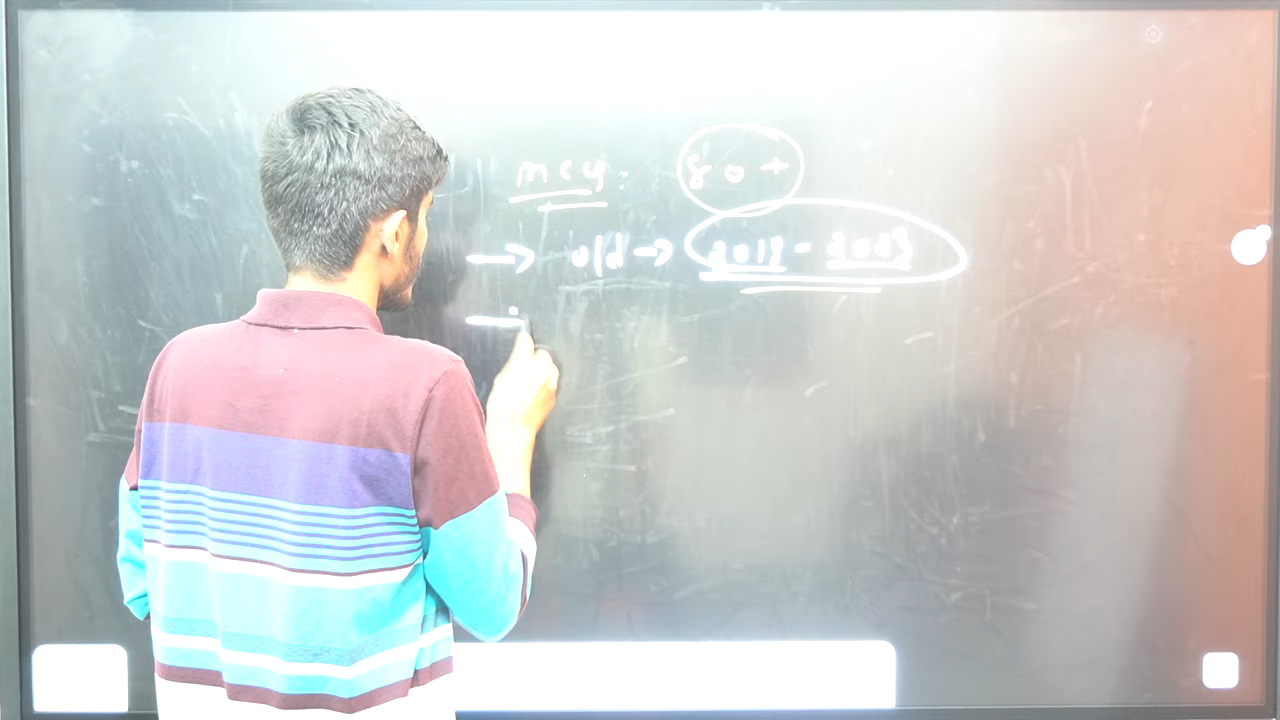 mcq: 80+
→ old → 2018 - 2023